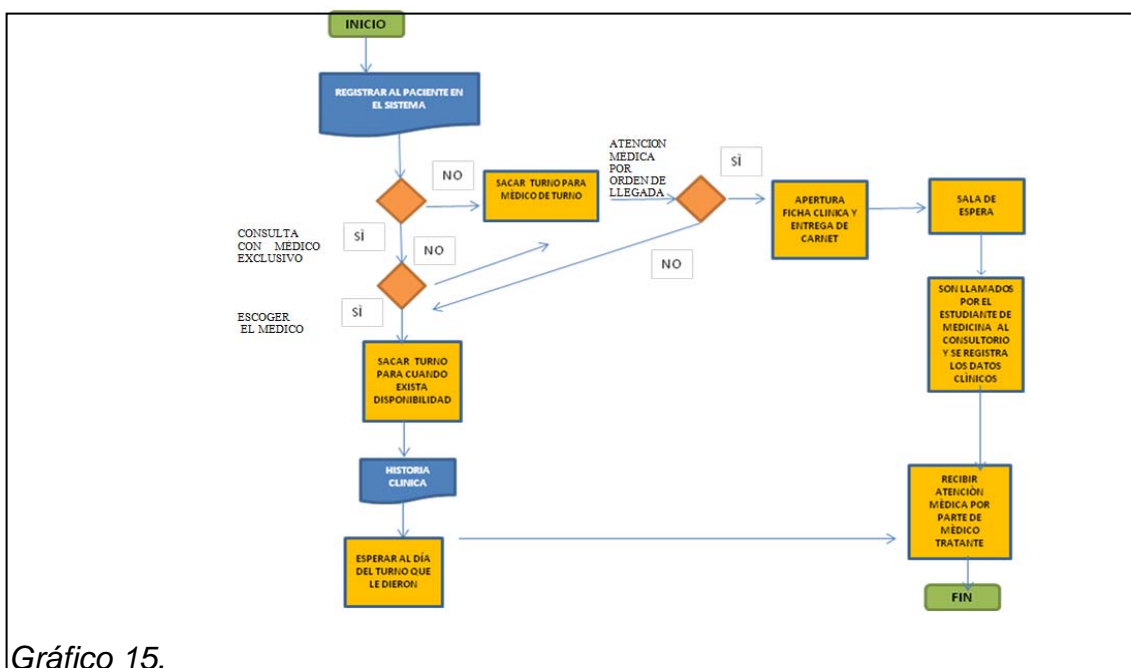 INICIO
REGISTRAR AL PACIENTE EN
EL SISTEMA
NO
SACAR TURNO PARA
MÉDICO DE TURNO
ATENCION
MÉDICA
POR
ORDEN DE
LLEGADA
SÌ
APERTURA
FICHA CLINICA Y
ENTREGA DE
CARNET
SALA DE
ESPERA
CONSULTA
CON MÉDICO
EXCLUSIVO
SÌ
NO
NO
ESCOGER
EL MEDICO
SÌ
SON LLAMADOS
POR EL
ESTUDIANTE DE
MEDICINA AL
CONSULTORIO
Y SE REGISTRA
LOS DATOS
CLÌNICOS
SACAR TURNO
PARA CUANDO
EXISTA
DISPONIBILIDAD
HISTORIA
CLINICA
RECIBIR
ATENCIÒN
MÈDICA POR
PARTE DE
MÈDICO
TRATANTE
ESPERAR AL DÍA
DEL TURNO QUE
LE DIERON
FIN
Gráfico 15.